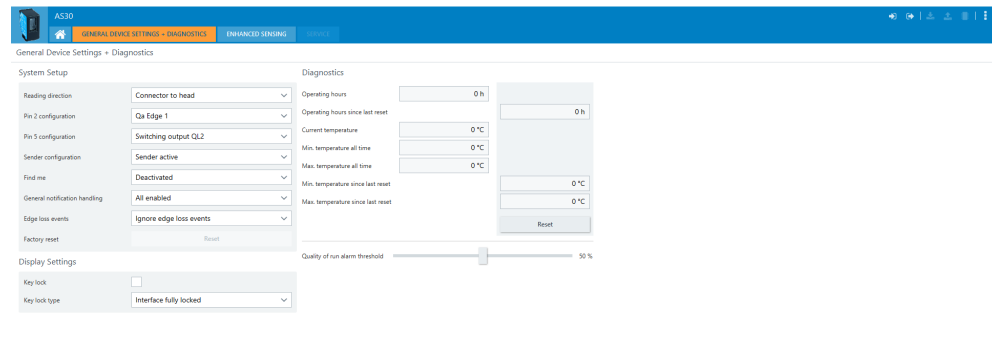 AS30
GENERAL DEVICE SETTINGS + DIAGNOSTICS
ENHANCED SENSING
SERVICE
General Device Settings + Diagnostics
System Setup
Reading direction
Connector to head
Pin 2 configuration
Qa Edge 1
Pin 5 configuration
Switching output QL2
Sender configuration
Sender active
Find me
Deactivated
General notification handling
All enabled
Edge loss events
Ignore edge loss events
Factory reset
Reset
Display Settings
Key lock
Key lock type
Interface fully locked
Diagnostics
Operating hours
0 h
Operating hours since last reset
0 h
Current temperature
0 °C
Min. temperature all time
0 °C
Max. temperature all time
0 °C
Min. temperature since last reset
0 °C
Max. temperature since last reset
0 °C
Reset
Quality of run alarm threshold
50 %